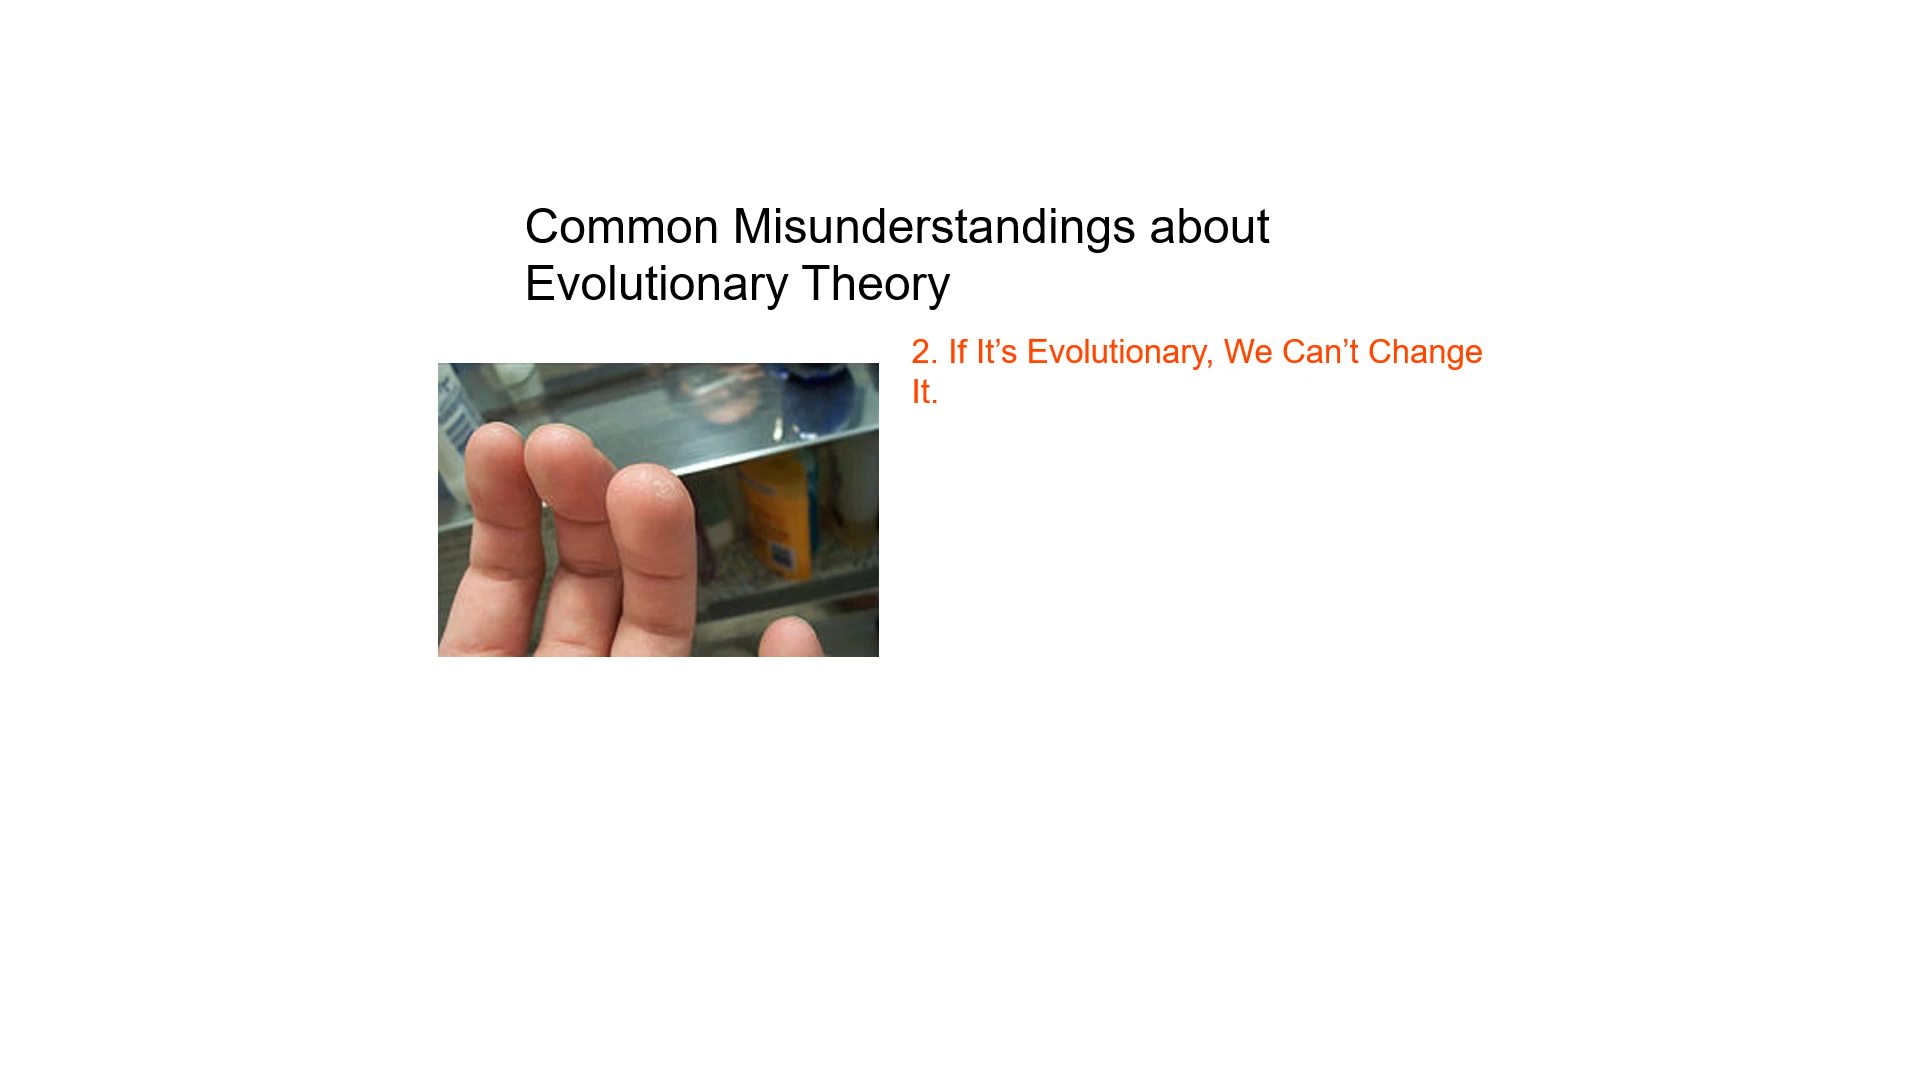 Common Misunderstandings about
Evolutionary Theory
2. If It’s Evolutionary, We Can’t Change
It.